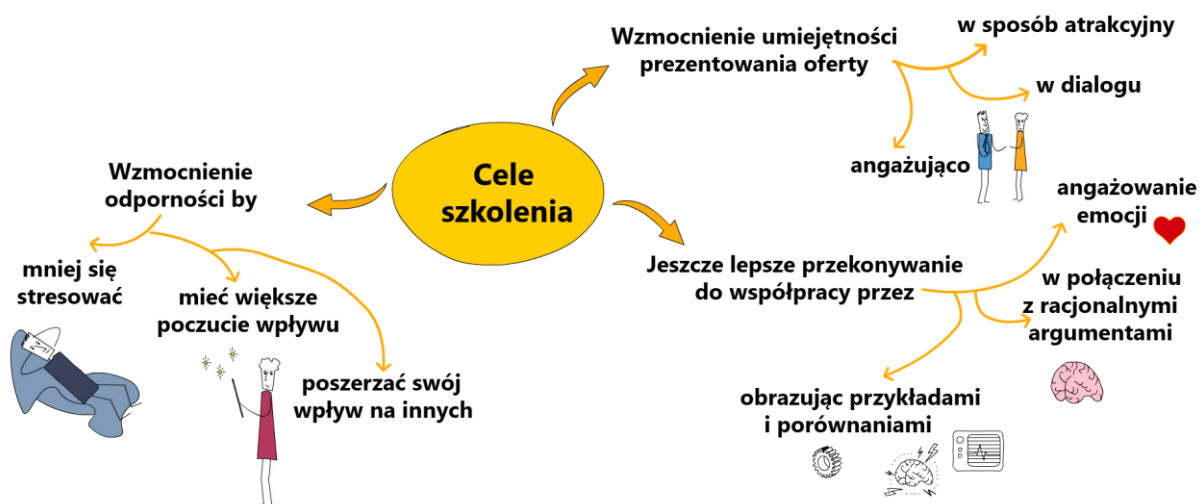 Cele
szkolenia
Wzmocnienie umiejętności
prezentowania oferty
w sposób atrakcyjny
w dialogu
angażująco
Jeszcze lepsze przekonywanie
do współpracy przez
angażowanie
emocji
w połączeniu
z racjonalnymi
argumentami
obrazując przykładami
i porównaniami
Wzmocnienie
odporności by
mniej się
stresować
mieć większe
poczucie wpływu
poszerzać swój
wpływ na innych